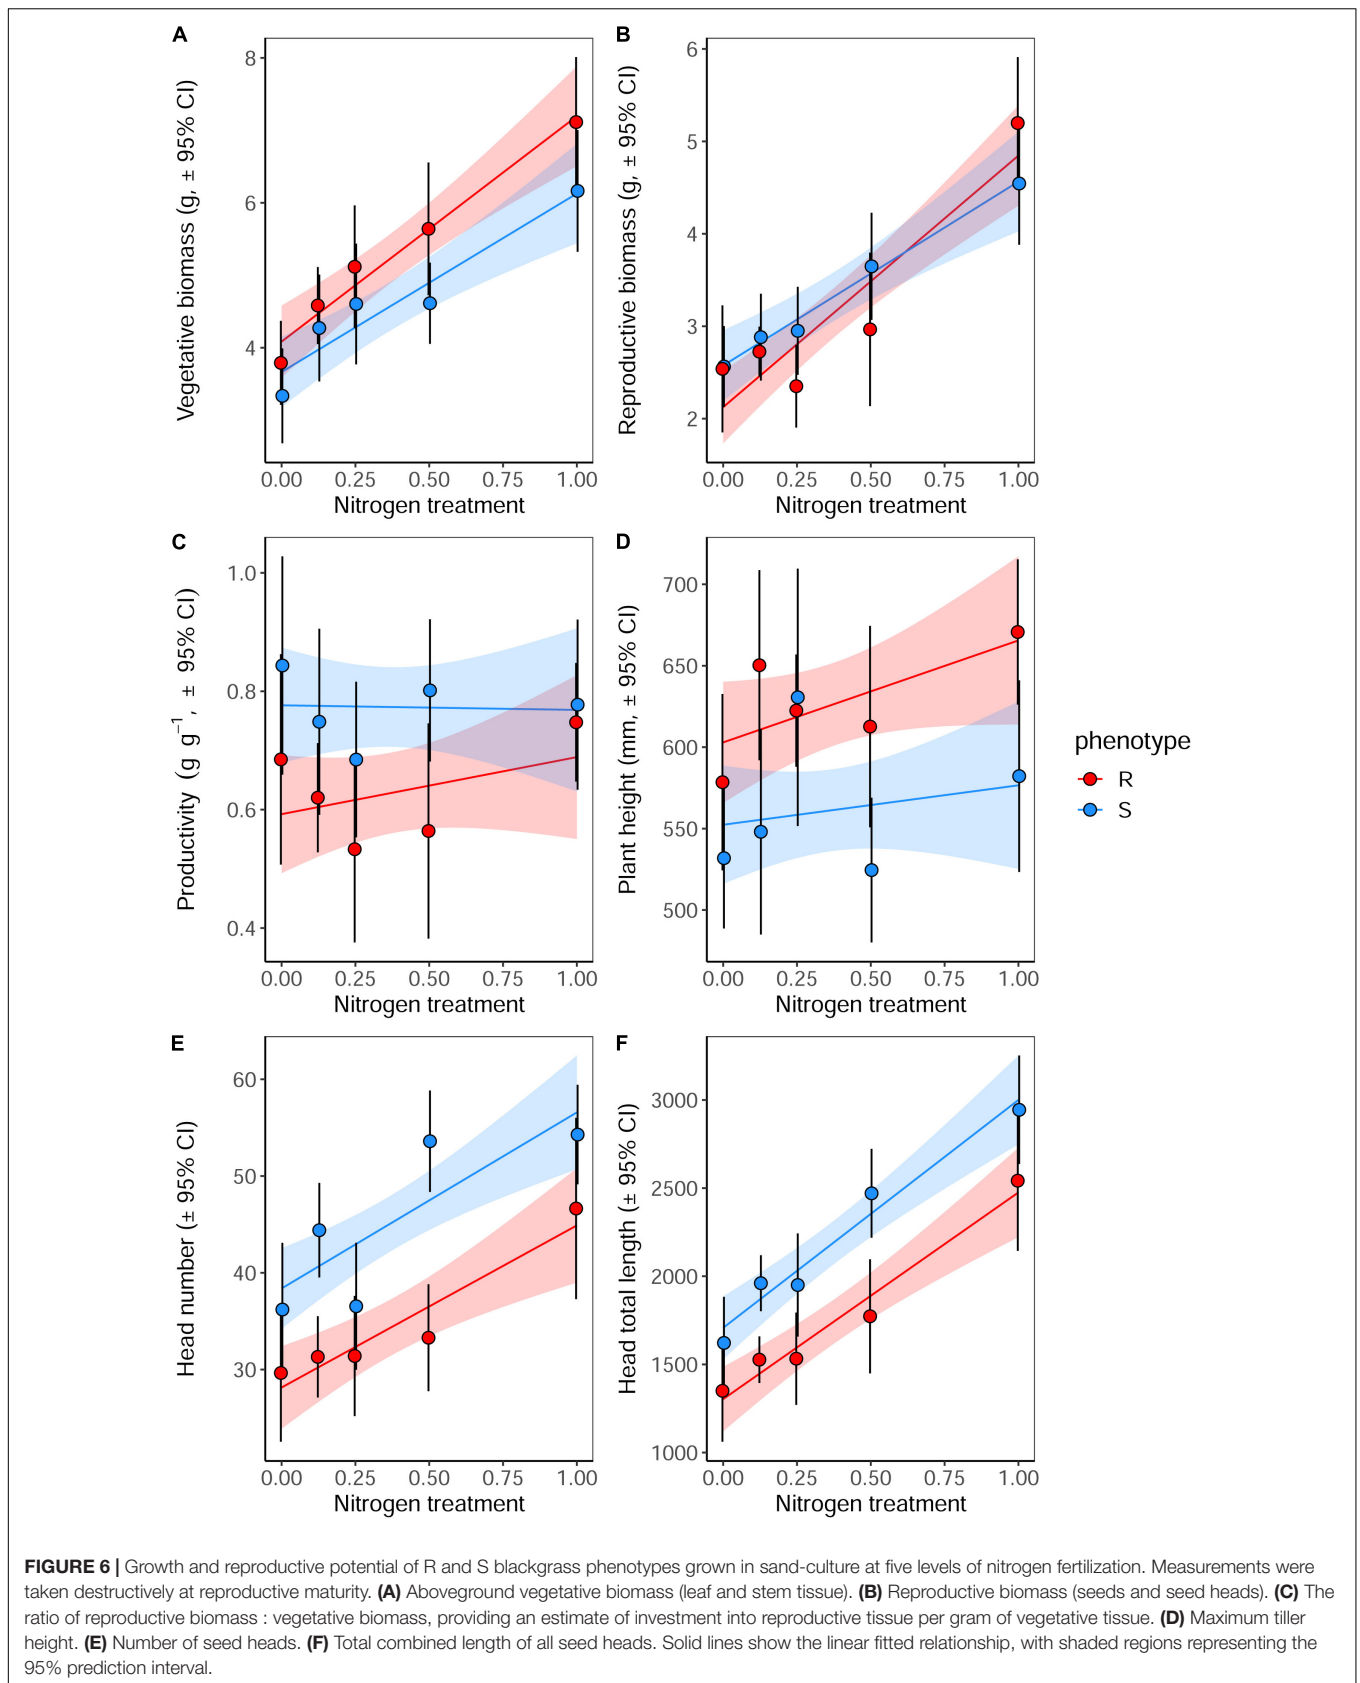 A
Vegetative biomass (g, ± 95% CI)
8
6
4
0.00 0.25 0.50 0.75 1.00
Nitrogen treatment
B
Reproductive biomass (g, ± 95% CI)
6
5
4
3
2
0.00 0.25 0.50 0.75 1.00
Nitrogen treatment
C
Productivity (g g⁻¹, ± 95% CI)
1.0
0.8
0.6
0.4
0.00 0.25 0.50 0.75 1.00
Nitrogen treatment
D
Plant height (mm, ± 95% CI)
700
650
600
550
500
0.00 0.25 0.50 0.75 1.00
Nitrogen treatment
phenotype
R
S
E
Head number (± 95% CI)
60
50
40
30
0.00 0.25 0.50 0.75 1.00
Nitrogen treatment
F
Head total length (± 95% CI)
3000
2500
2000
1500
1000
0.00 0.25 0.50 0.75 1.00
Nitrogen treatment
FIGURE 6 | Growth and reproductive potential of R and S blackgrass phenotypes grown in sand-culture at five levels of nitrogen fertilization. Measurements were
taken destructively at reproductive maturity. (A) Aboveground vegetative biomass (leaf and stem tissue). (B) Reproductive biomass (seeds and seed heads). (C) The
ratio of reproductive biomass : vegetative biomass, providing an estimate of investment into reproductive tissue per gram of vegetative tissue. (D) Maximum tiller
height. (E) Number of seed heads. (F) Total combined length of all seed heads. Solid lines show the linear fitted relationship, with shaded regions representing the
95% prediction interval.